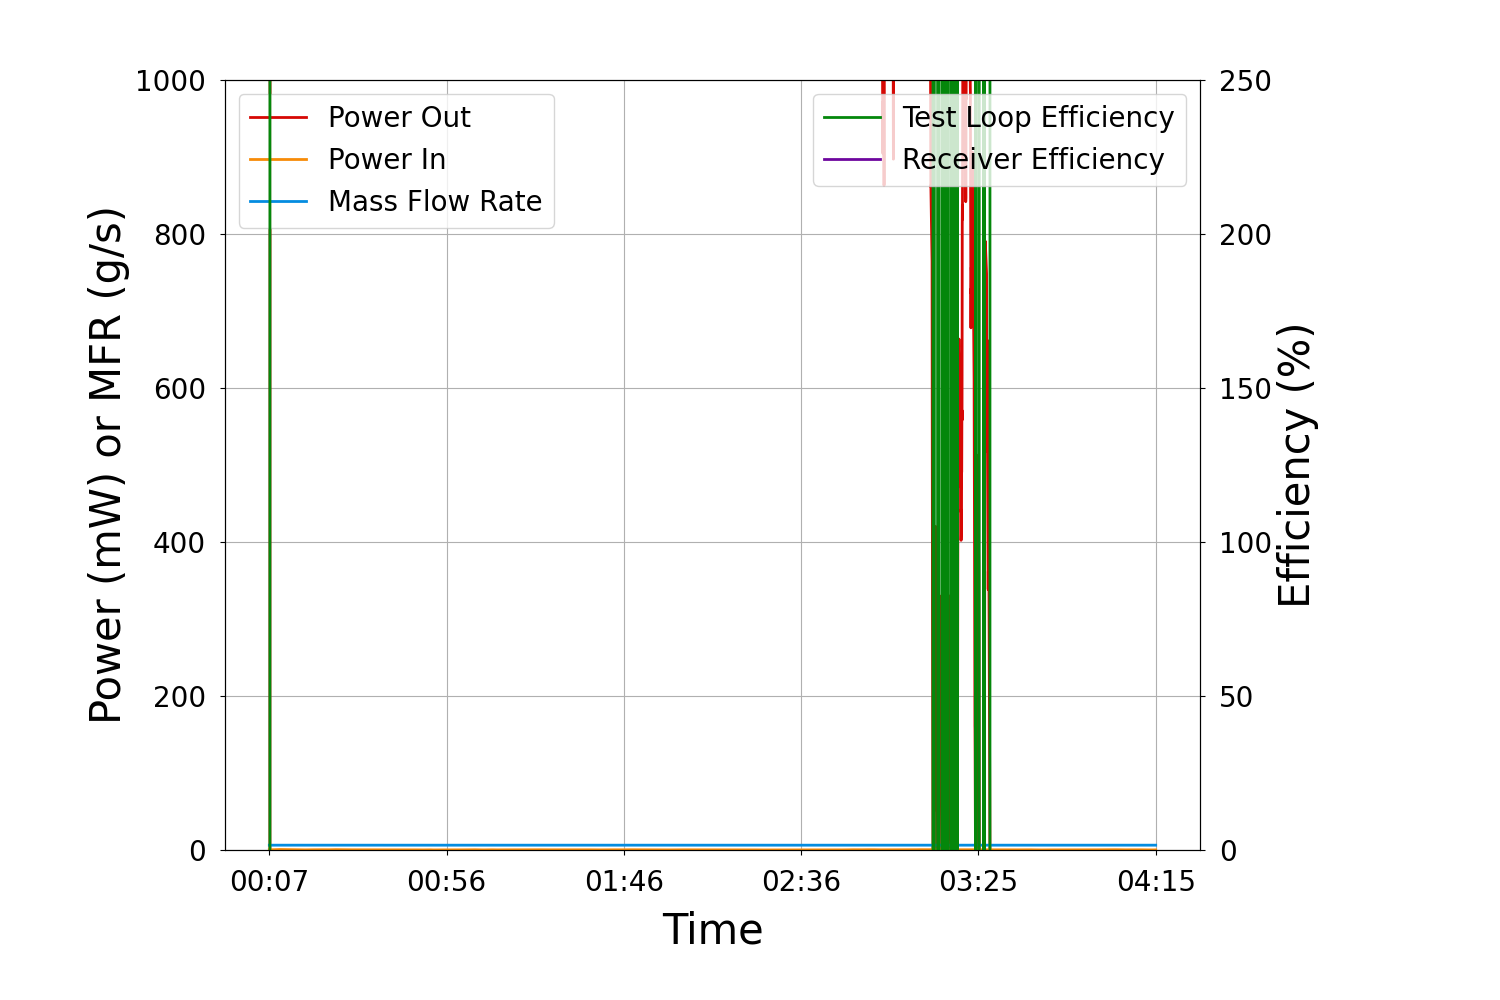 1000
800
600
400
200
0
Power (mW) or MFR (g/s)
Power Out
Power In
Mass Flow Rate
Test Loop Efficiency
Receiver Efficiency
250
200
150
100
50
0
Efficiency (%)
00:07 00:56 01:46 02:36 03:25 04:15
Time